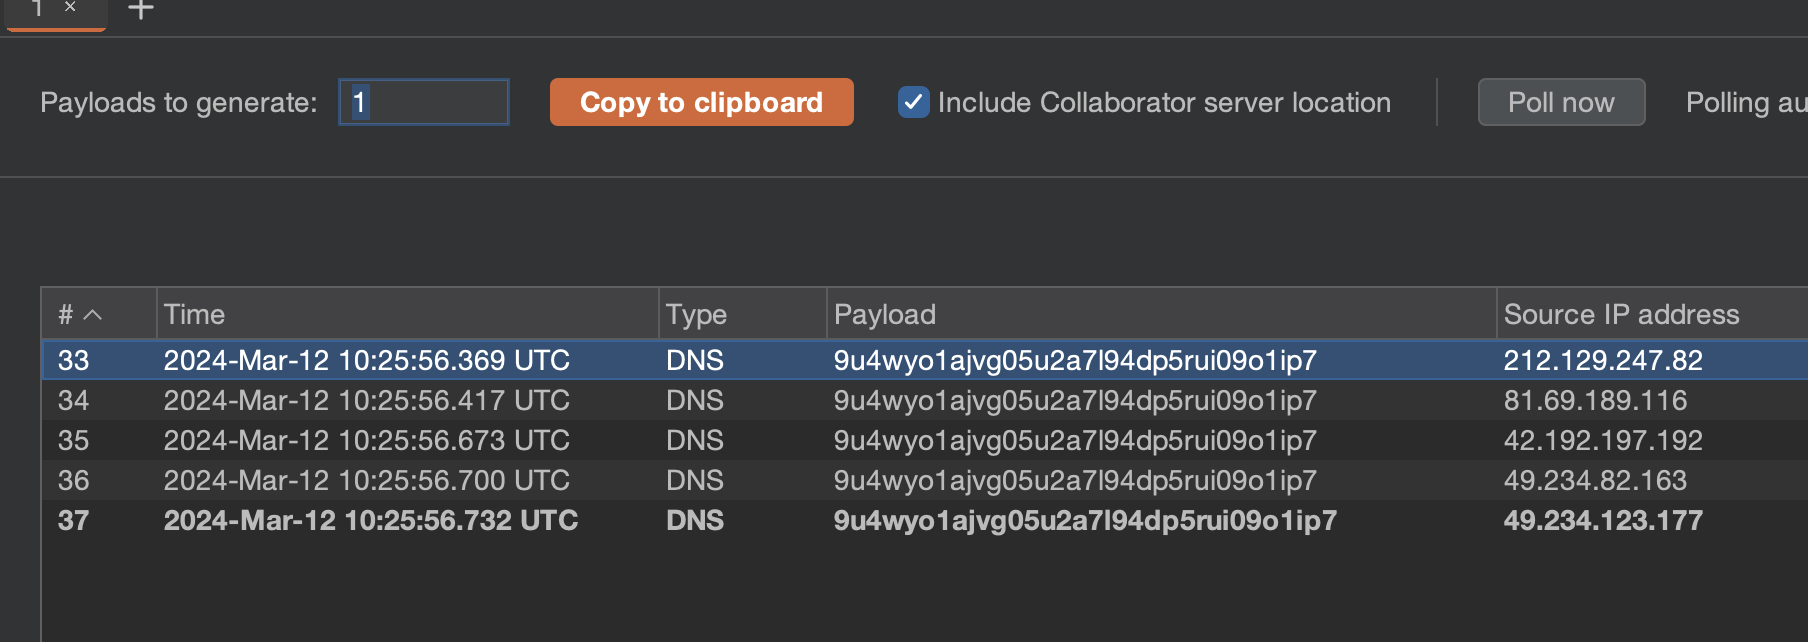 1 × +
Payloads to generate: 1 Copy to clipboard Include Collaborator server location Poll now Polling au
# Time Type Payload Source IP address
33 2024-Mar-12 10:25:56.369 UTC DNS 9u4wyo1ajvg05u2a7l94dp5rui09o1ip7 212.129.247.82
34 2024-Mar-12 10:25:56.417 UTC DNS 9u4wyo1ajvg05u2a7l94dp5rui09o1ip7 81.69.189.116
35 2024-Mar-12 10:25:56.673 UTC DNS 9u4wyo1ajvg05u2a7l94dp5rui09o1ip7 42.192.197.192
36 2024-Mar-12 10:25:56.700 UTC DNS 9u4wyo1ajvg05u2a7l94dp5rui09o1ip7 49.234.82.163
37 2024-Mar-12 10:25:56.732 UTC DNS 9u4wyo1ajvg05u2a7l94dp5rui09o1ip7 49.234.123.177